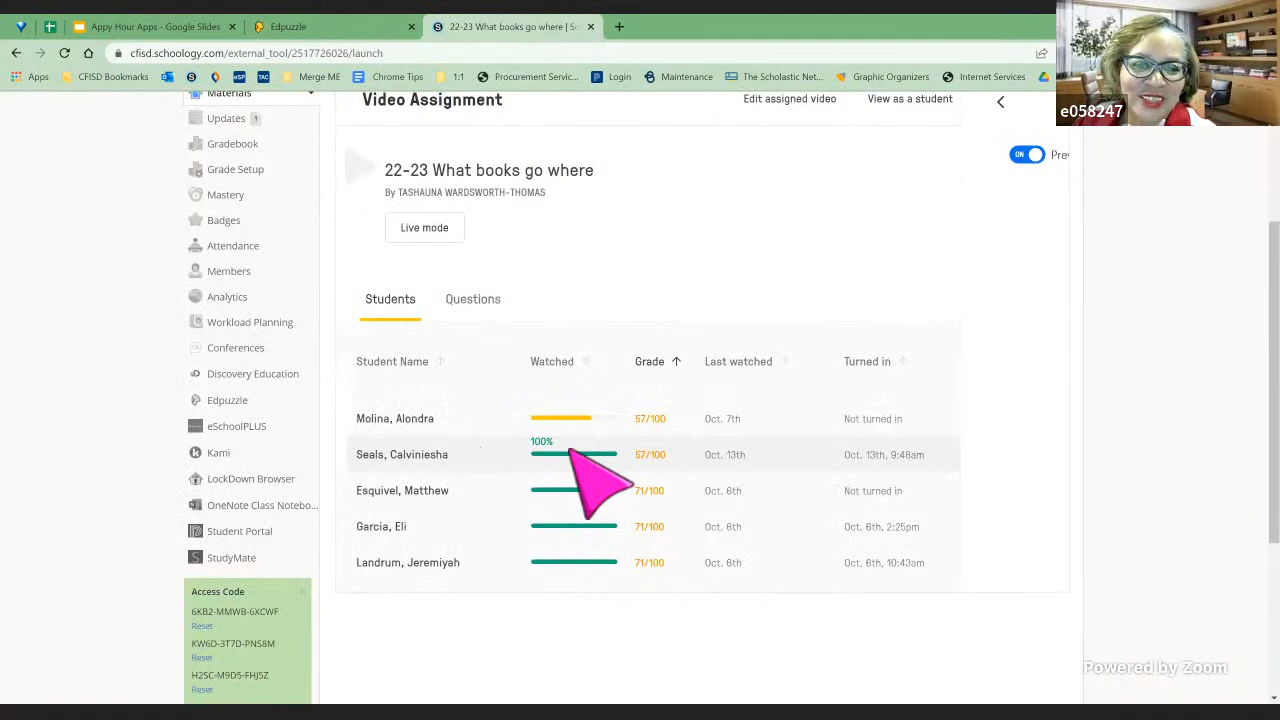 Appy Hour Apps - Google Slides
Edpuzzle
22-23 What books go where | Sc
cfisd.schoology.com/external_tool/2517726026/launch
Apps
CFISD Bookmarks
eSP
TAC
Merge ME
Chrome Tips
1:1
Procurement Servic...
Login
Maintenance
The Scholastic Net...
Graphic Organizers
Internet Services
e058247
Materials
Updates 1
Gradebook
Grade Setup
Mastery
Badges
Attendance
Members
Analytics
Workload Planning
Conferences
Discovery Education
Edpuzzle
eSchoolPLUS
Kami
LockDown Browser
OneNote Class Notebo...
Student Portal
StudyMate
Access Code
6KB2-MMWB-6XCWF
Reset
KW6D-3T7D-PNS8M
Reset
H2SC-M9D5-FHJ5Z
Reset
Video Assignment
Edit assigned video
View as a student
ON Prev
22-23 What books go where
By TASHAUNA WARDSWORTH-THOMAS
Live mode
Students Questions
Student Name Watched Grade Last watched Turned in
Molina, Alondra 57/100 Oct. 7th Not turned in
100%
Seals, Calviniesha 57/100 Oct. 13th Oct. 13th, 9:48am
Esquivel, Matthew 71/100 Oct. 6th Not turned in
Garcia, Eli 71/100 Oct. 6th Oct. 6th, 2:25pm
Landrum, Jeremiyah 71/100 Oct. 6th Oct. 6th, 10:43am
Powered by Zoom